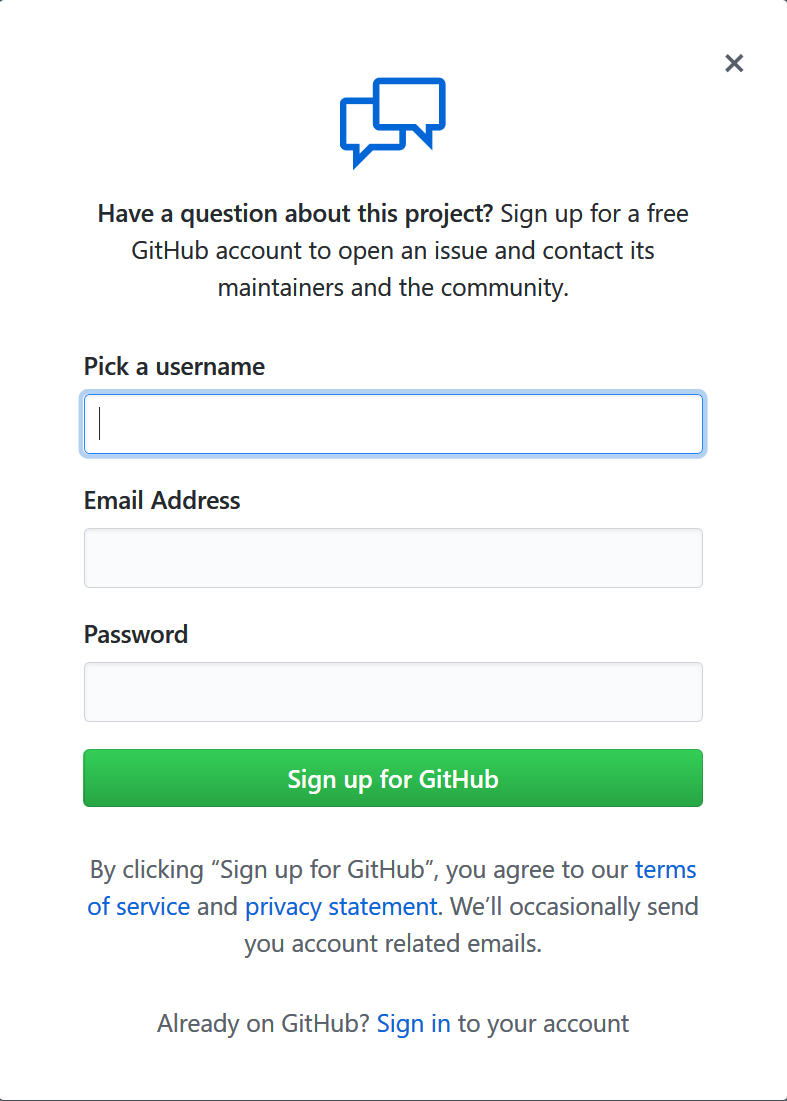 Have a question about this project? Sign up for a free
GitHub account to open an issue and contact its
maintainers and the community.
Pick a username
Email Address
Password
Sign up for GitHub
By clicking “Sign up for GitHub”, you agree to our terms
of service and privacy statement. We’ll occasionally send
you account related emails.
Already on GitHub? Sign in to your account